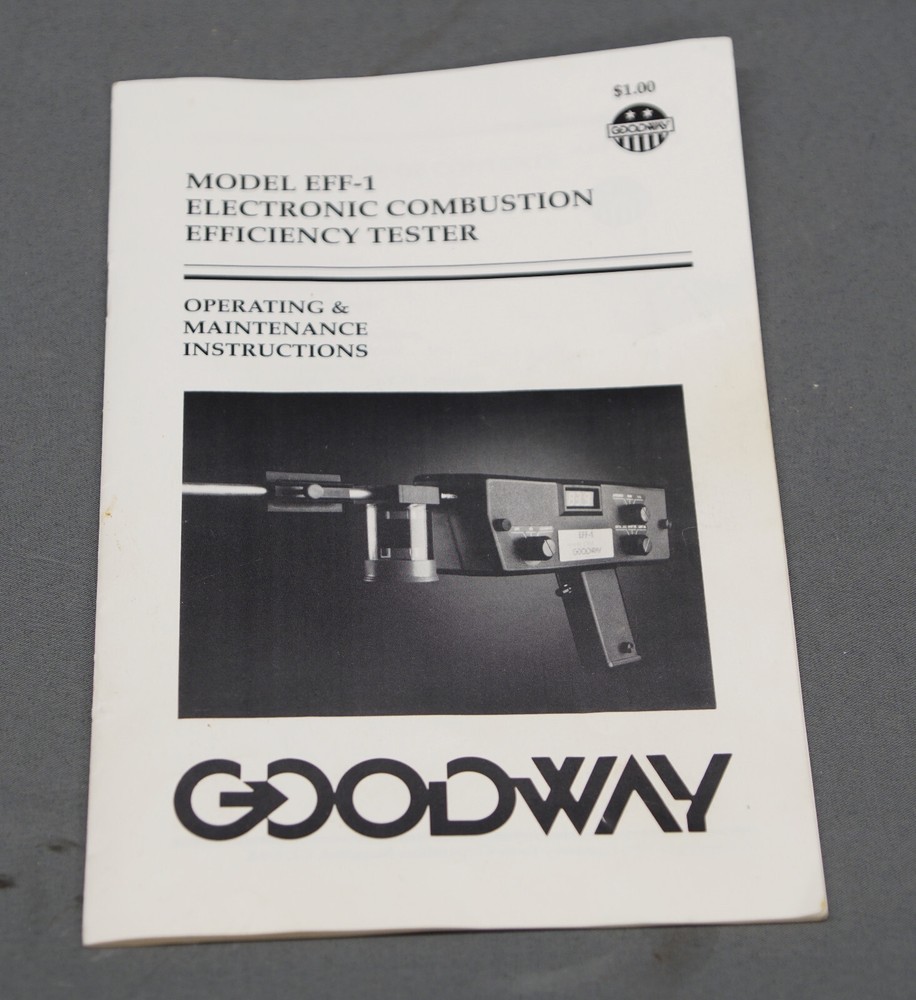 $1.00
GOODWAY
MODEL EFF-1
ELECTRONIC COMBUSTION
EFFICIENCY TESTER
OPERATING &
MAINTENANCE
INSTRUCTIONS
EFF-1
GOODWAY
GOODWAY